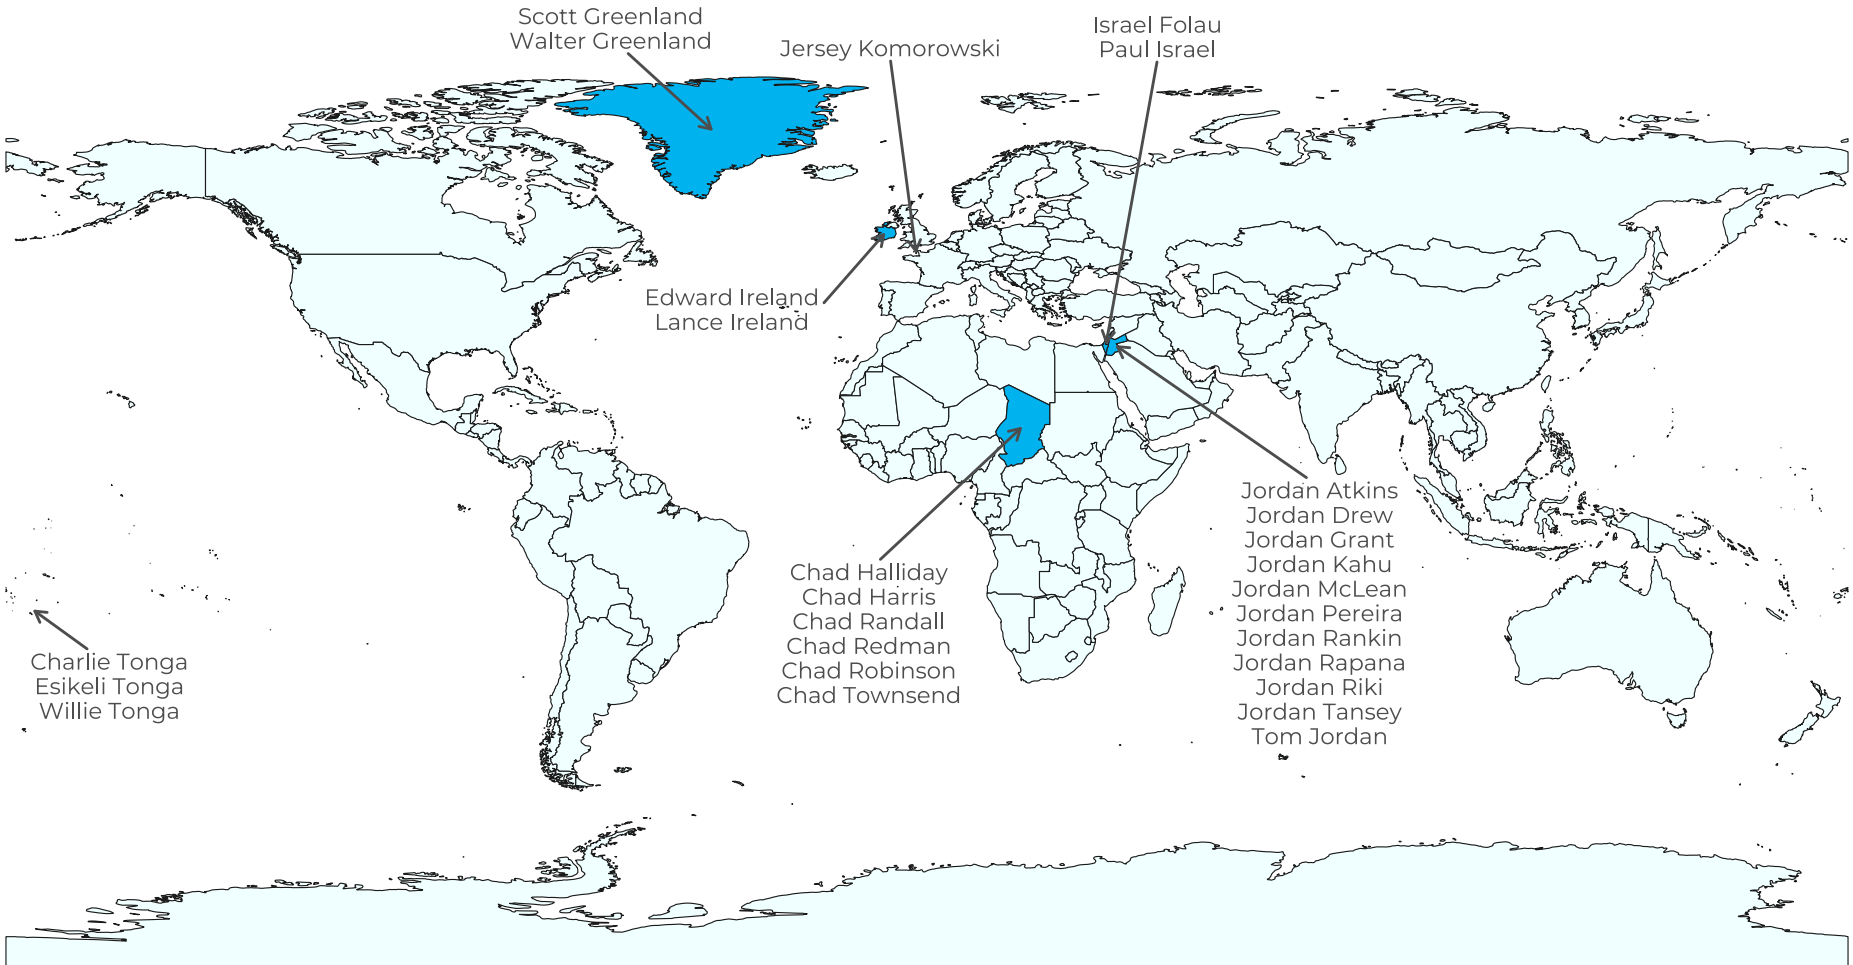 Scott Greenland
Walter Greenland
Jersey Komorowski
Israel Folau
Paul Israel
Edward Ireland
Lance Ireland
Charlie Tonga
Esikeli Tonga
Willie Tonga
Chad Halliday
Chad Harris
Chad Randall
Chad Redman
Chad Robinson
Chad Townsend
Jordan Atkins
Jordan Drew
Jordan Grant
Jordan Kahu
Jordan McLean
Jordan Pereira
Jordan Rankin
Jordan Rapana
Jordan Riki
Jordan Tansey
Tom Jordan